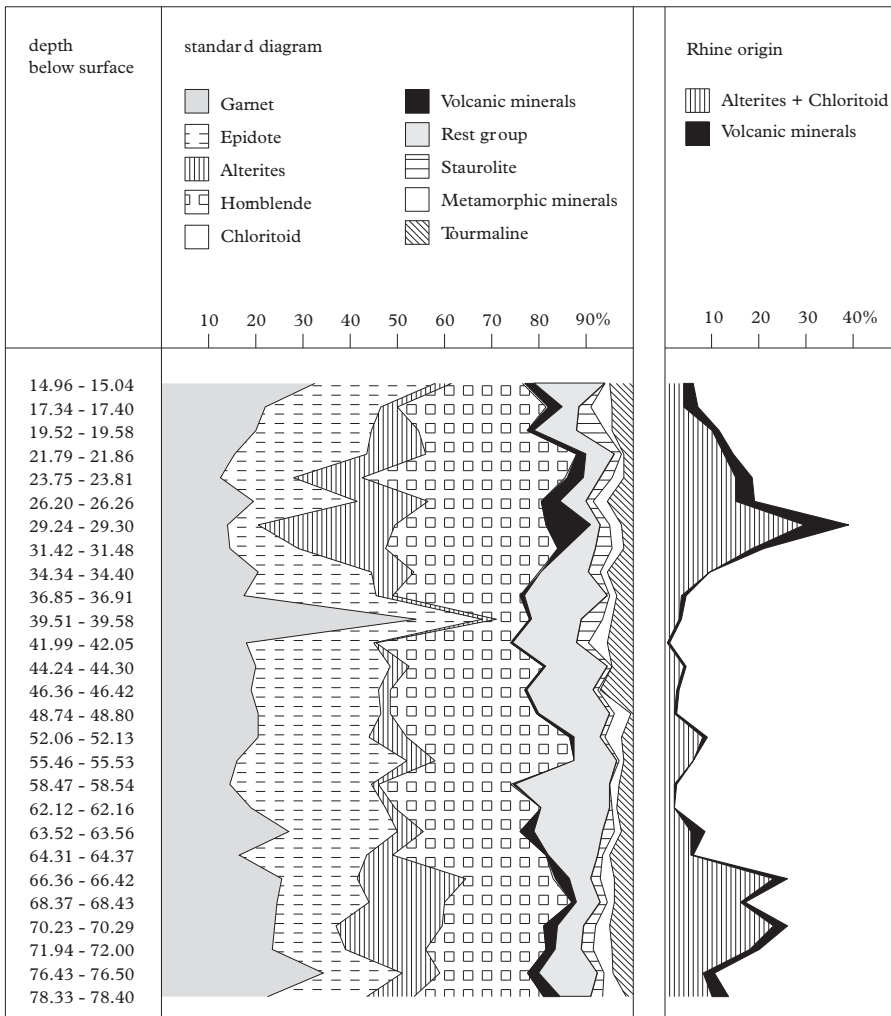 depth
below surface
standard diagram
Garnet
Epidote
Alterites
Homblende
Chloritoid
Volcanic minerals
Rest group
Staurolite
Metamorphic minerals
Tourmaline
Rhine origin
Alterites + Chloritoid
Volcanic minerals
10 20 30 40 50 60 70 80 90%
10 20 30 40%
14.96 - 15.04
17.34 - 17.40
19.52 - 19.58
21.79 - 21.86
23.75 - 23.81
26.20 - 26.26
29.24 - 29.30
31.42 - 31.48
34.34 - 34.40
36.85 - 36.91
39.51 - 39.58
41.99 - 42.05
44.24 - 44.30
46.36 - 46.42
48.74 - 48.80
52.06 - 52.13
55.46 - 55.53
58.47 - 58.54
62.12 - 62.16
63.52 - 63.56
64.31 - 64.37
66.36 - 66.42
68.37 - 68.43
70.23 - 70.29
71.94 - 72.00
76.43 - 76.50
78.33 - 78.40